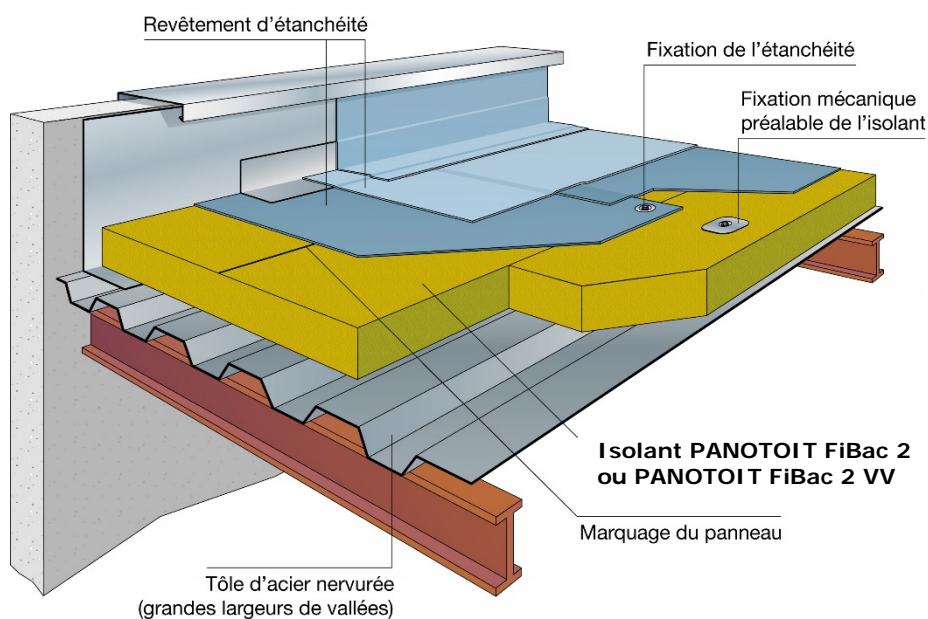 Revêtement d'étanchéité
Fixation de l'étanchéité
Fixation mécanique
préalable de l'isolant
Isolant PANOTOIT FiBac 2
ou PANOTOIT FiBac 2 VV
Marquage du panneau
Tôle d'acier nervurée
(grandes largeurs de vallées)